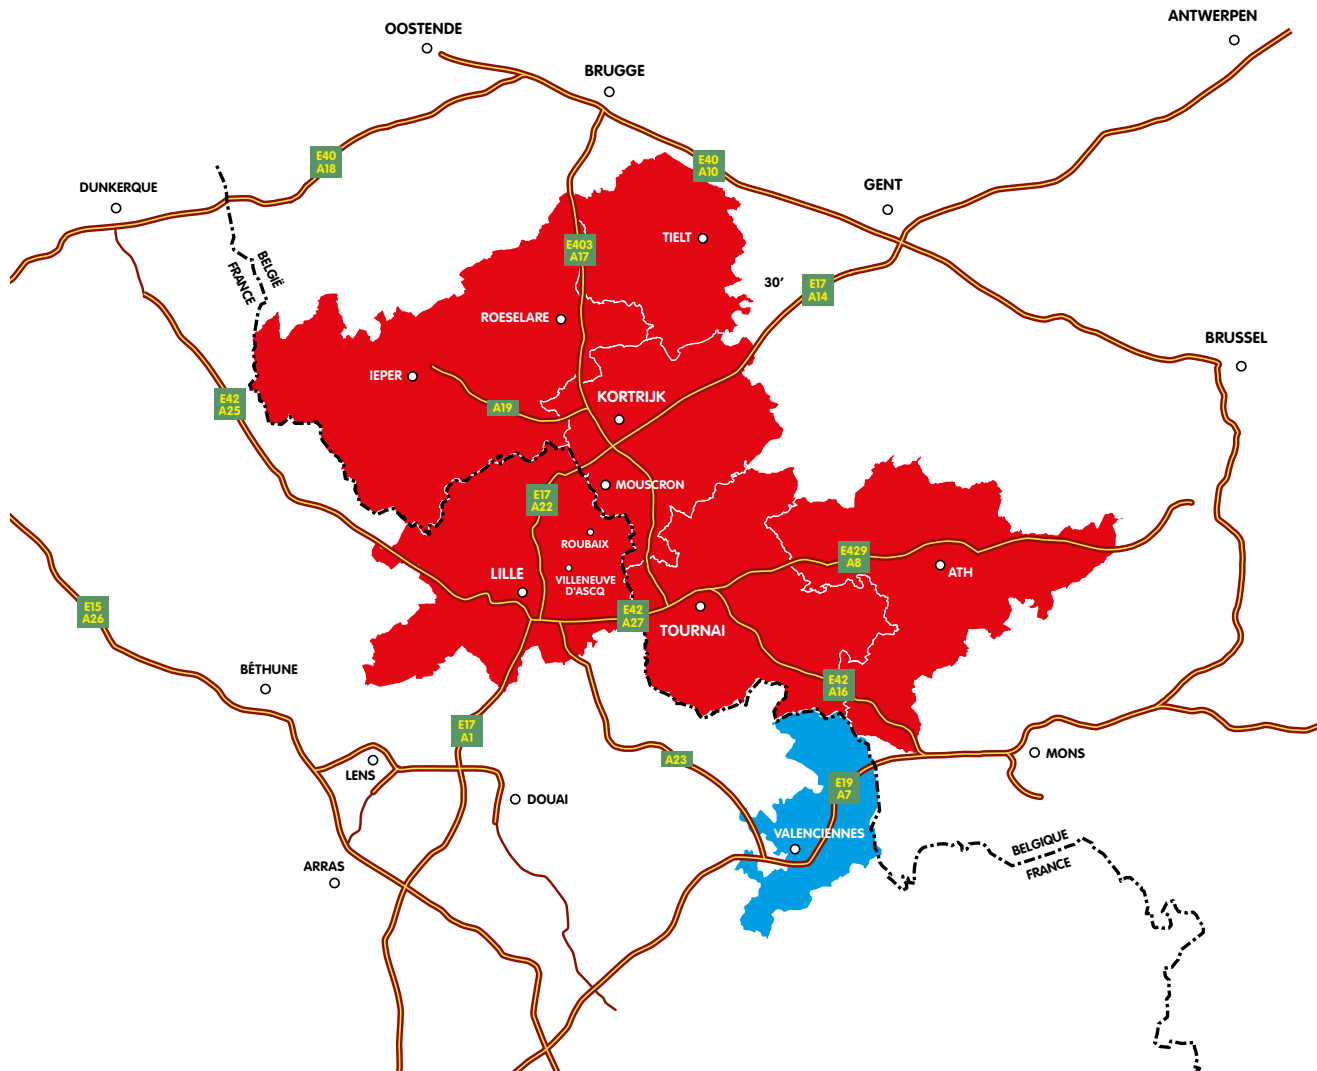 ANTWERPEN
OOSTENDE
BRUGGE
E40
A18
E40
A10
DUNKERQUE
GENT
TIELT
E403
A17
BELGIË
FRANCE
30'
E17
A14
ROESELARE
BRUSSEL
IEPER
KORTRIJK
E42
A25
A19
MOUSCRON
E17
A22
ROUBAIX
E429
A8
LILLE
ATH
VILLENEUVE
D'ASCQ
E15
A26
E42
A27
TOURNAI
BÉTHUNE
E42
A16
E17
A1
MONS
LENS
A23
E19
A7
DOUAI
VALENCIENNES
BELGIQUE
FRANCE
ARRAS